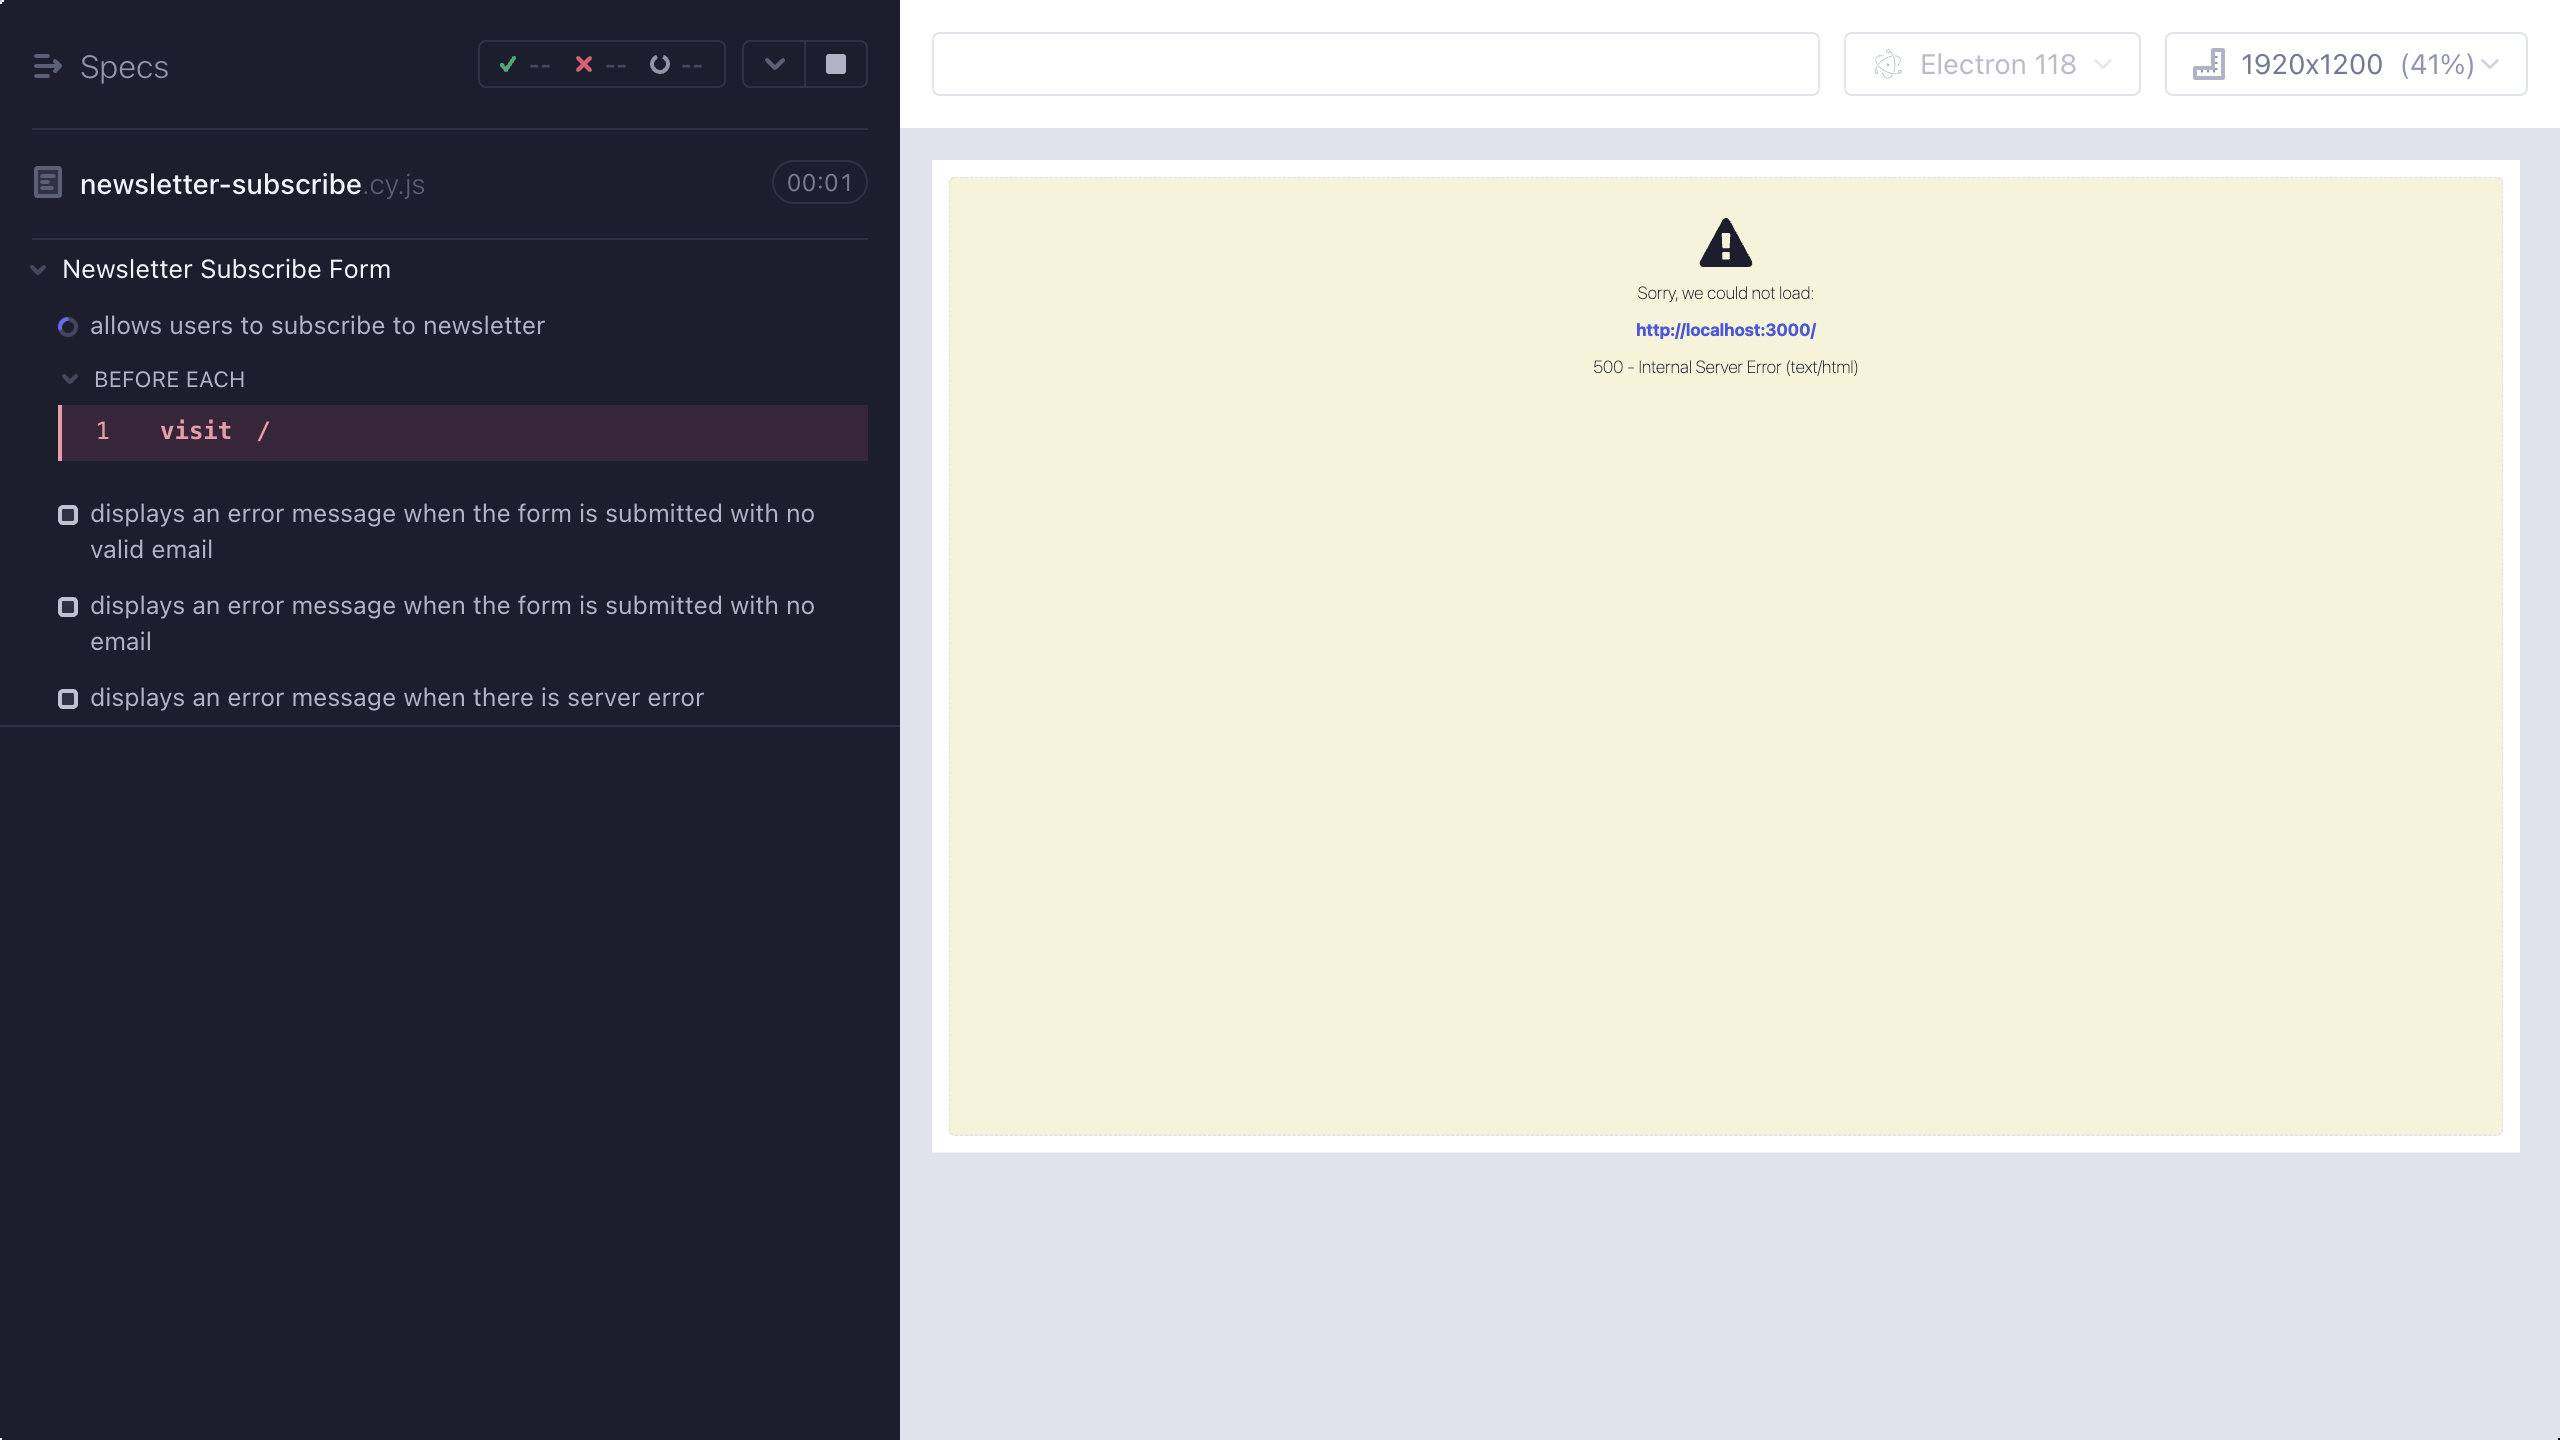 Specs
--
--
--
newsletter-subscribe.cy.js
00:01
Newsletter Subscribe Form
allows users to subscribe to newsletter
BEFORE EACH
1 visit /
displays an error message when the form is submitted with no
valid email
displays an error message when the form is submitted with no
email
displays an error message when there is server error
Electron 118
1920x1200 (41%)
Sorry, we could not load:
http://localhost:3000/
500 - Internal Server Error (text/html)